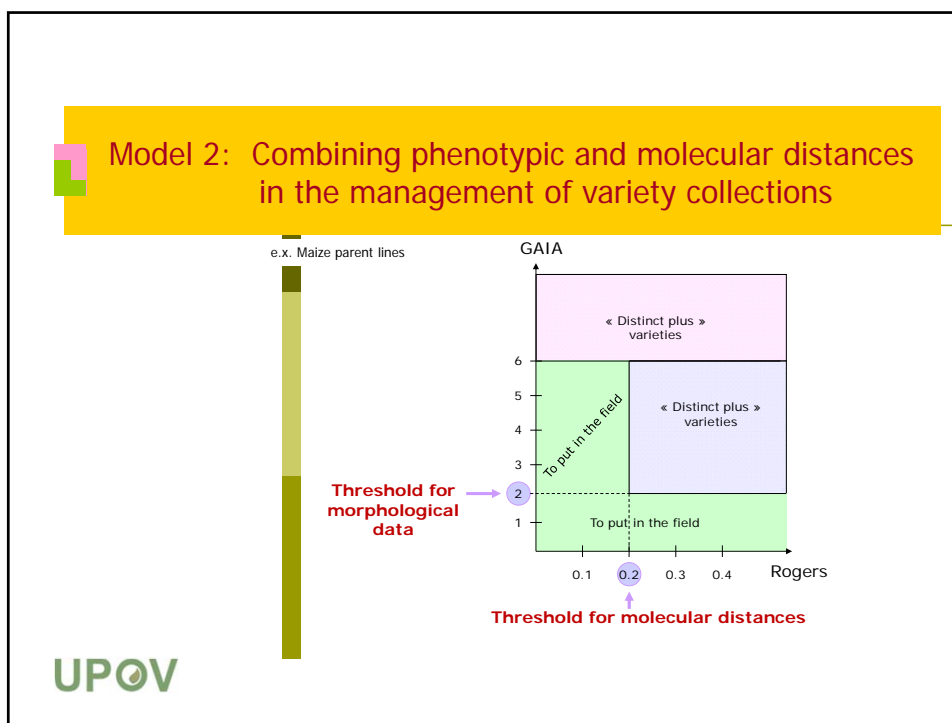 Model 2: Combining phenotypic and molecular distances
in the management of variety collections
e.x. Maize parent lines
GAIA
« Distinct plus »
varieties
6
5
« Distinct plus »
varieties
4
To put in the field
3
Threshold for
morphological
data
2
1
To put in the field
0.1 0.2 0.3 0.4
Rogers
Threshold for molecular distances
UPOV